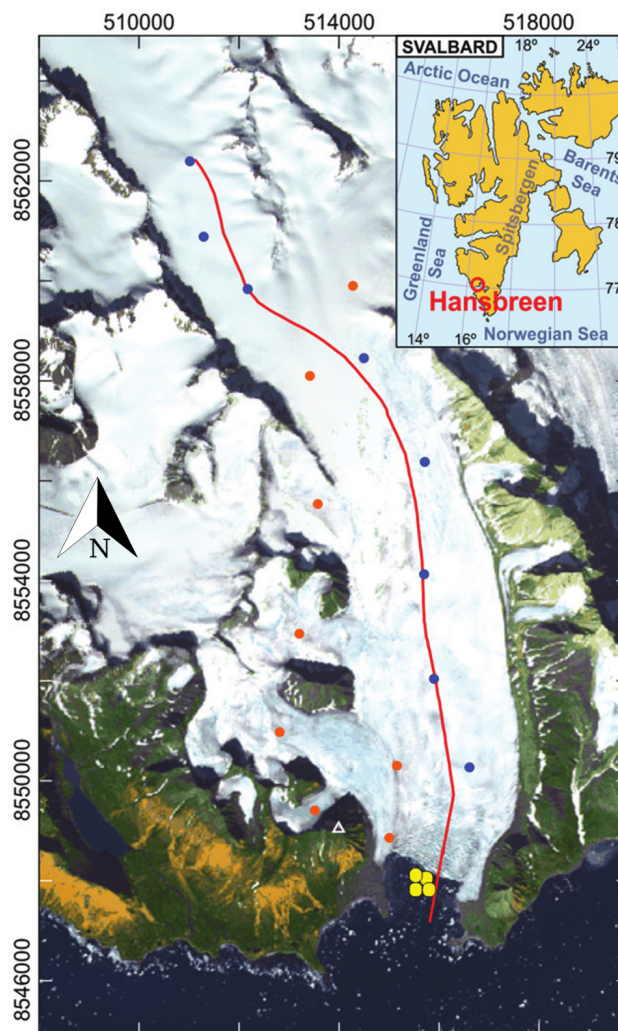 510000 514000 518000
SVALBARD
18º 24º
Arctic Ocean
79
Barents
Sea
Spitsbergen
78
Greenland
Sea
77
Hansbreen
14º 16º
Norwegian Sea
8562000
8558000
N
8554000
8550000
8546000